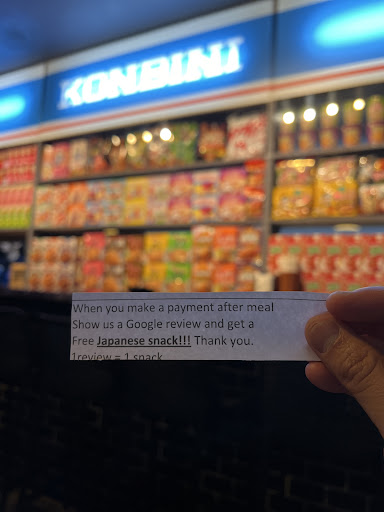 KONBINI
When you make a payment after meal
Show us a Google review and get a
Free Japanese snack!!! Thank you.
1review = 1 snack